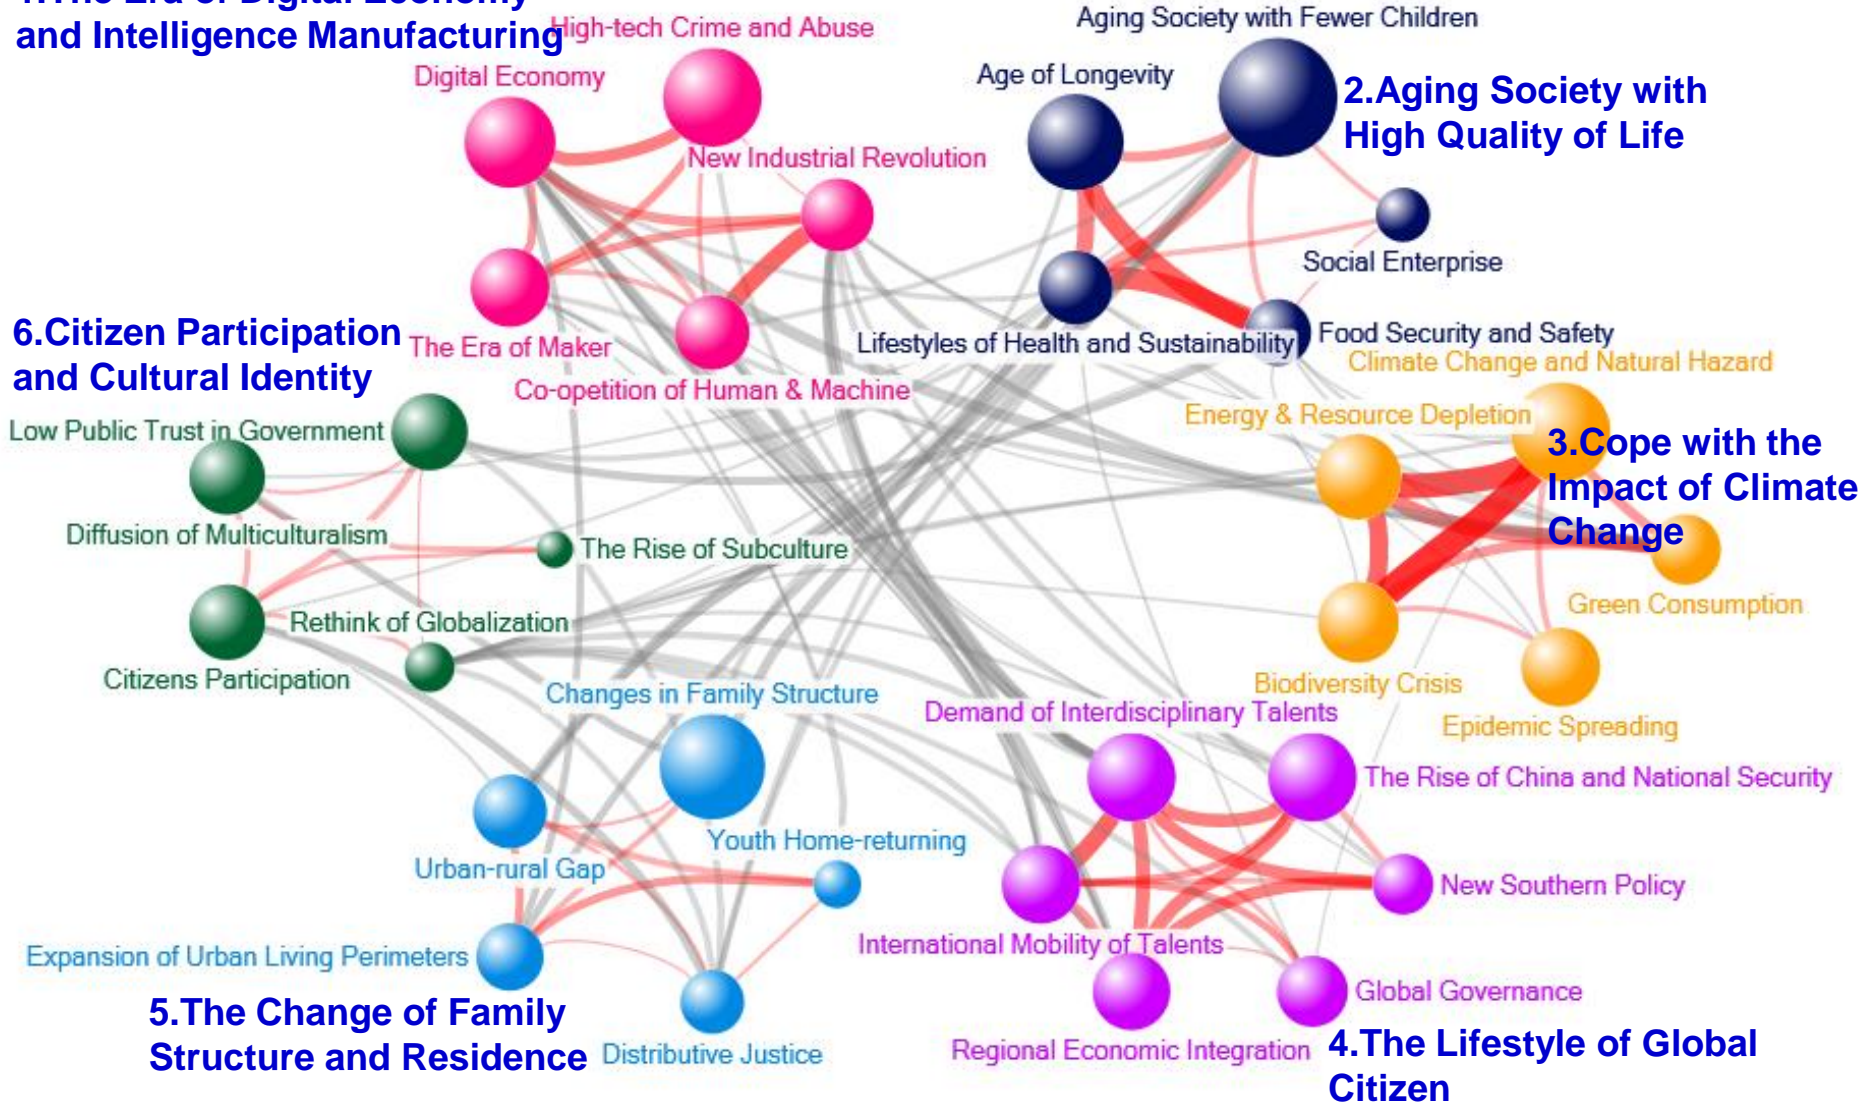 and Intelligence Manufacturing
High-tech Crime and Abuse
Digital Economy
New Industrial Revolution
The Era of Maker
Co-opetition of Human & Machine
Aging Society with Fewer Children
Age of Longevity
2.Aging Society with
High Quality of Life
Social Enterprise
Lifestyles of Health and Sustainability
Food Security and Safety
Climate Change and Natural Hazard
Energy & Resource Depletion
3.Cope with the
Impact of Climate
Change
Green Consumption
Biodiversity Crisis
Epidemic Spreading
6.Citizen Participation
and Cultural Identity
Low Public Trust in Government
Diffusion of Multiculturalism
The Rise of Subculture
Rethink of Globalization
Citizens Participation
Changes in Family Structure
Youth Home-returning
Urban-rural Gap
Expansion of Urban Living Perimeters
5.The Change of Family
Structure and Residence
Distributive Justice
Demand of Interdisciplinary Talents
The Rise of China and National Security
New Southern Policy
International Mobility of Talents
Global Governance
Regional Economic Integration
4.The Lifestyle of Global
Citizen